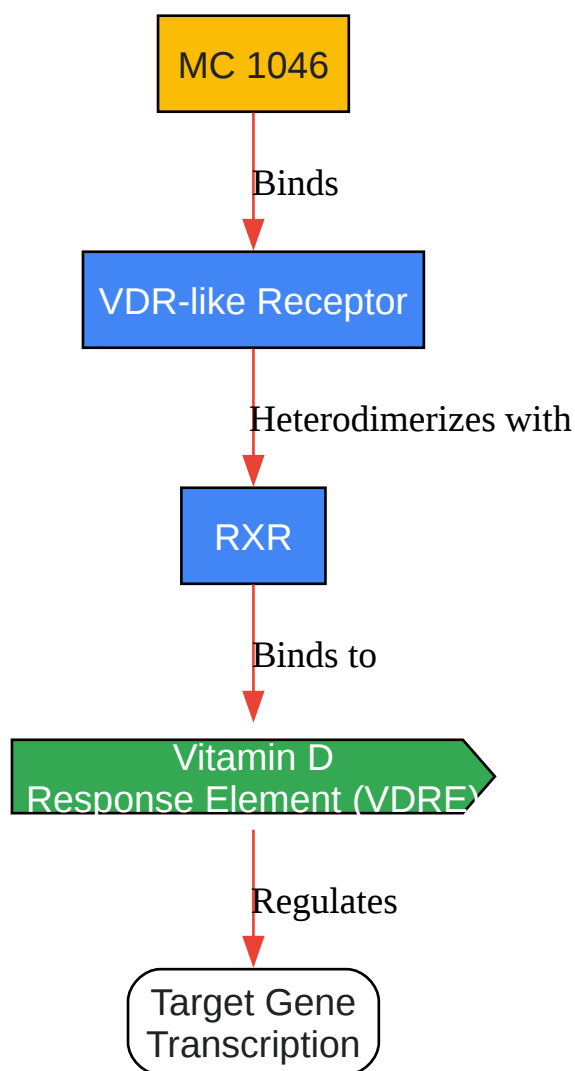 MC 1046
Binds
VDR-like Receptor
Heterodimerizes with
RXR
Binds to
Vitamin D
Response Element (VDRE)
Regulates
Target Gene
Transcription